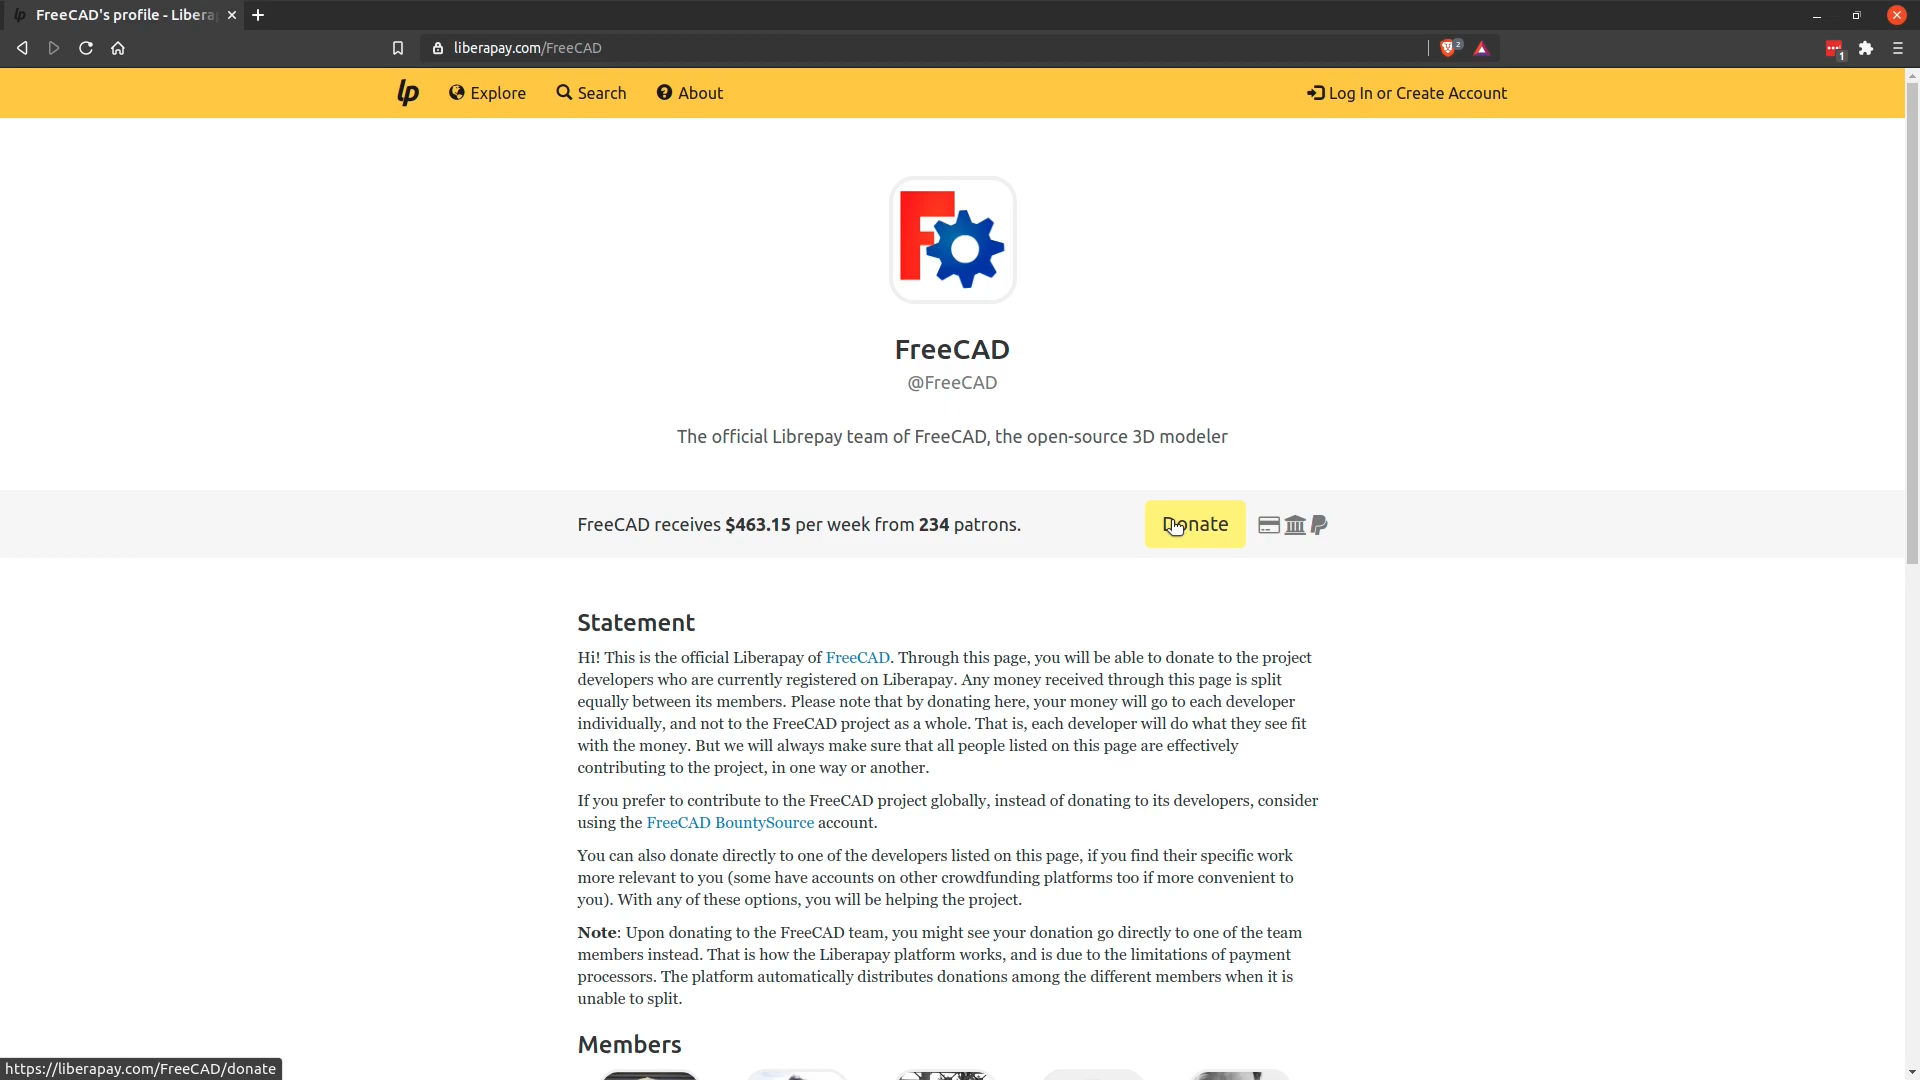 FreeCAD's profile - Libera
liberapay.com/FreeCAD
2
1
lp
Explore
Search
About
Log In or Create Account
FreeCAD
@FreeCAD
The official Librepay team of FreeCAD, the open-source 3D modeler
FreeCAD receives $463.15 per week from 234 patrons.
Donate
Statement
Hi! This is the official Liberapay of FreeCAD. Through this page, you will be able to donate to the project
developers who are currently registered on Liberapay. Any money received through this page is split
equally between its members. Please note that by donating here, your money will go to each developer
individually, and not to the FreeCAD project as a whole. That is, each developer will do what they see fit
with the money. But we will always make sure that all people listed on this page are effectively
contributing to the project, in one way or another.
If you prefer to contribute to the FreeCAD project globally, instead of donating to its developers, consider
using the FreeCAD BountySource account.
You can also donate directly to one of the developers listed on this page, if you find their specific work
more relevant to you (some have accounts on other crowdfunding platforms too if more convenient to
you). With any of these options, you will be helping the project.
Note: Upon donating to the FreeCAD team, you might see your donation go directly to one of the team
members instead. That is how the Liberapay platform works, and is due to the limitations of payment
processors. The platform automatically distributes donations among the different members when it is
unable to split.
Members
https://liberapay.com/FreeCAD/donate